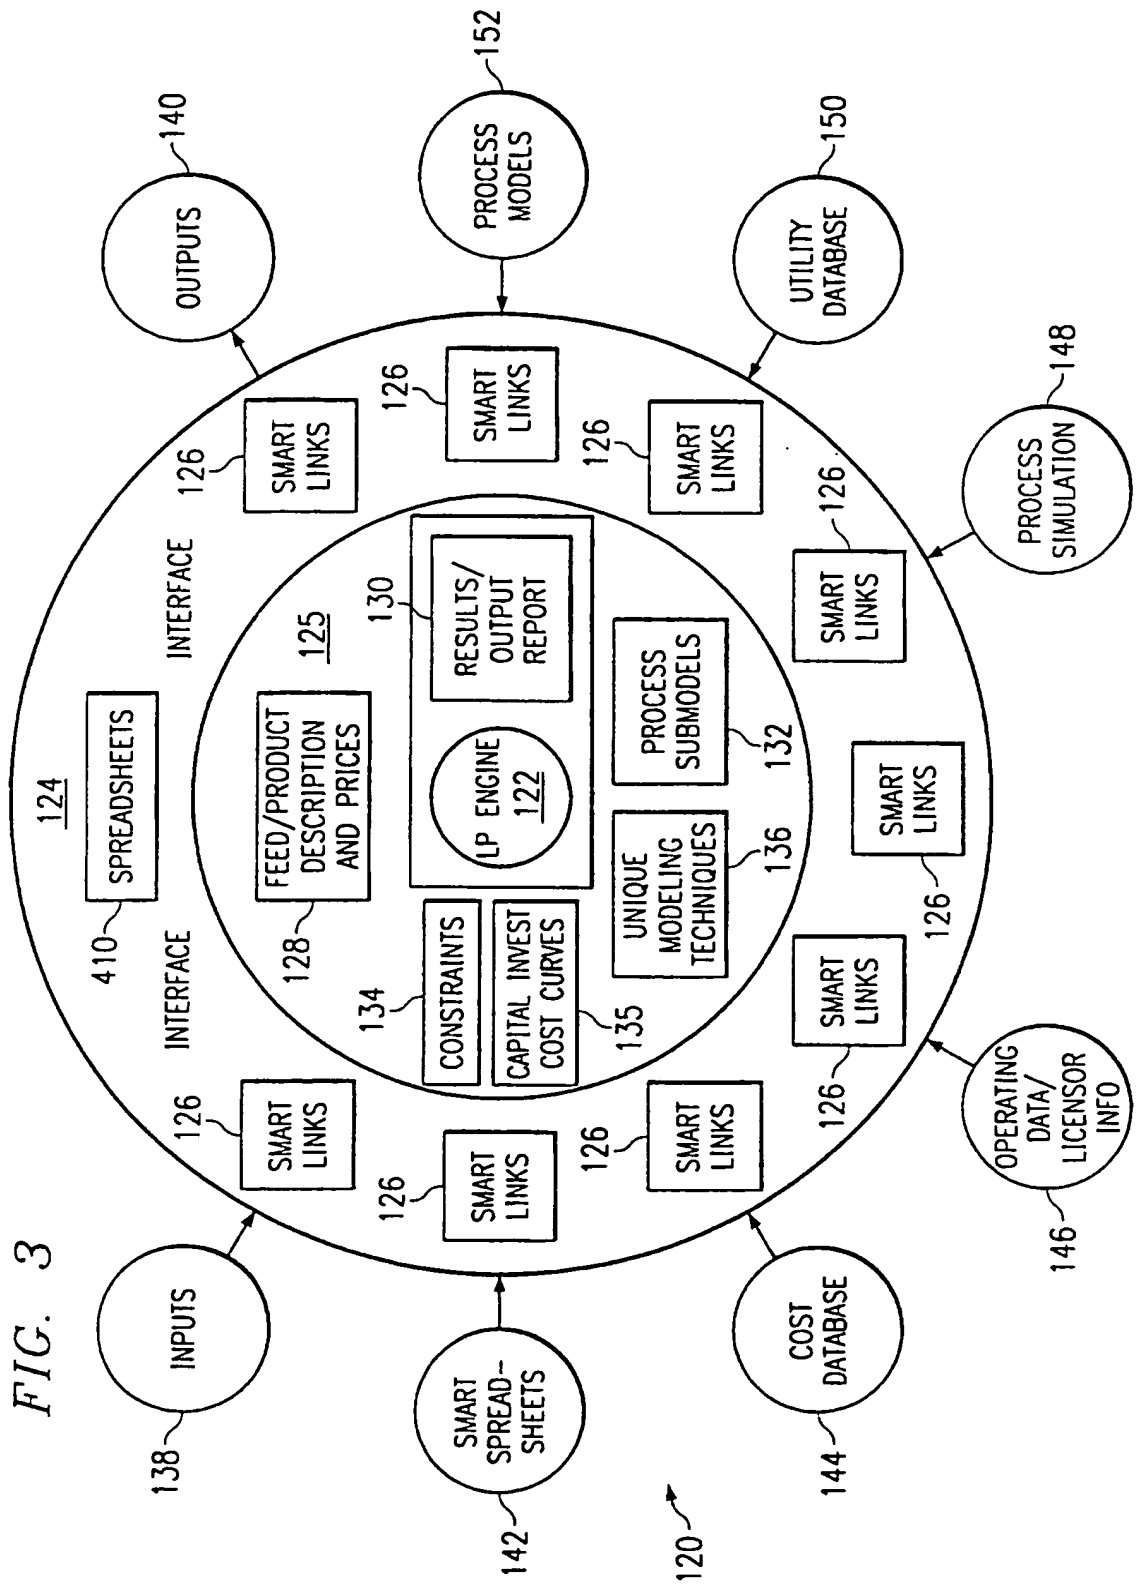 FIG. 3
124
410
SPREADSHEETS
INTERFACE
INTERFACE
138
INPUTS
140
OUTPUTS
126
SMART
LINKS
126
SMART
LINKS
125
128
FEED/PRODUCT
DESCRIPTION
AND PRICES
134
CONSTRAINTS
CAPITAL INVEST
COST CURVES
135
LP ENGINE
122
130
RESULTS/
OUTPUT
REPORT
126
SMART
LINKS
126
SMART
LINKS
142
SMART
SPREAD-
SHEETS
152
PROCESS
MODELS
UNIQUE
MODELING
TECHNIQUES
136
PROCESS
SUBMODELS
132
126
SMART
LINKS
126
SMART
LINKS
144
COST
DATABASE
150
UTILITY
DATABASE
SMART
LINKS
126
SMART
LINKS
126
126
SMART
LINKS
146
OPERATING
DATA/
LICENSOR
INFO
148
PROCESS
SIMULATION
120